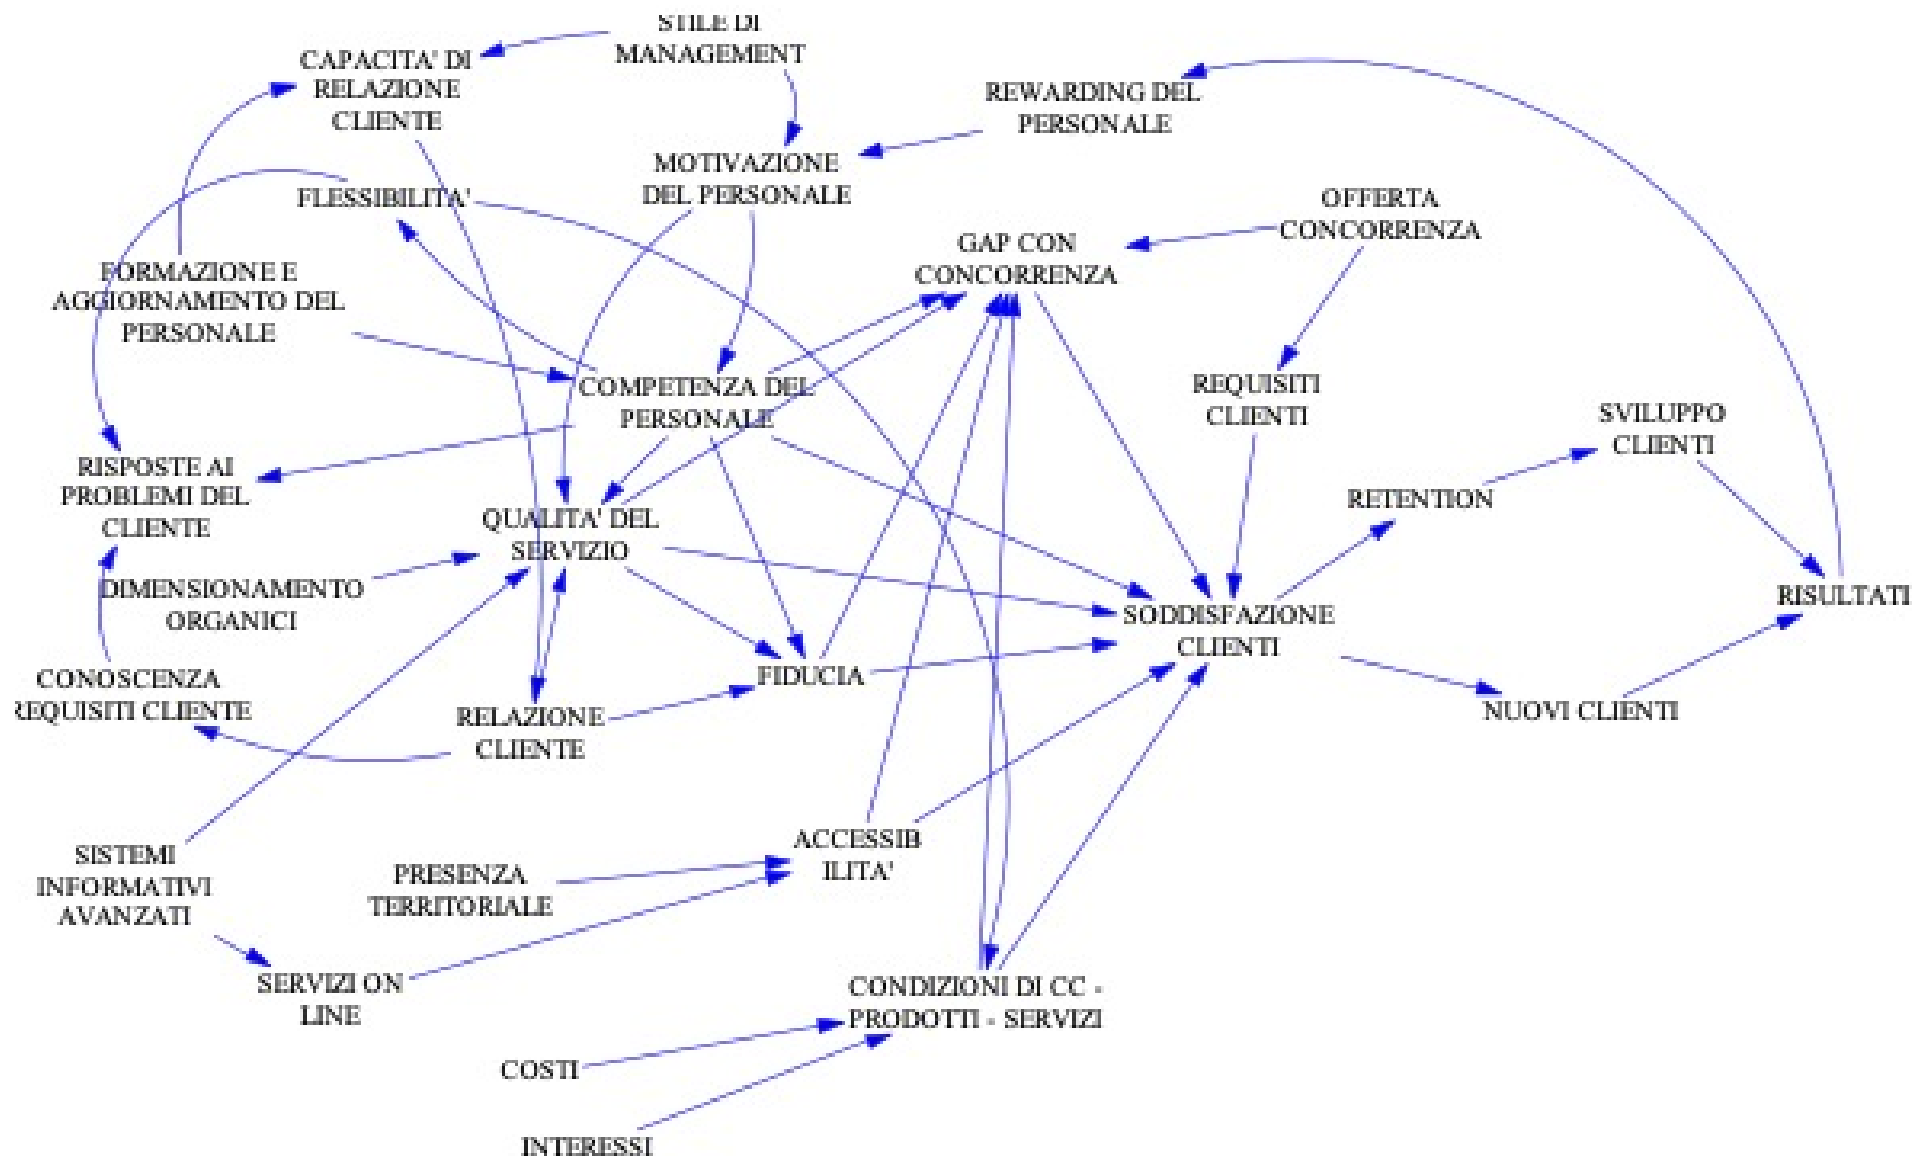 STILE DI
MANAGEMENT
CAPACITA' DI
RELAZIONE
CLIENTE
REWARDING DEL
PERSONALE
MOTIVAZIONE
DEL PERSONALE
FLESSIBILITA'
OFFERTA
CONCORRENZA
GAP CON
CONCORRENZA
FORMAZIONE E
AGGIORNAMENTO DEL
PERSONALE
COMPETENZA DEL
PERSONALE
REQUISITI
CLIENTI
SVILUPPO
CLIENTI
RISPOSTE AI
PROBLEMI DEL
CLIENTE
RETENTION
QUALITA' DEL
SERVIZIO
DIMENSIONAMENTO
ORGANICI
SODDISFAZIONE
CLIENTI
RISULTATI
CONOSCENZA
REQUISITI CLIENTE
FIDUCIA
RELAZIONE
CLIENTE
NUOVI CLIENTI
SISTEMI
INFORMATIVI
AVANZATI
PRESENZA
TERRITORIALE
ACCESSIB
ILITA'
SERVIZI ON
LINE
CONDIZIONI DI CC -
PRODOTTI - SERVIZI
COSTI
INTERESSI